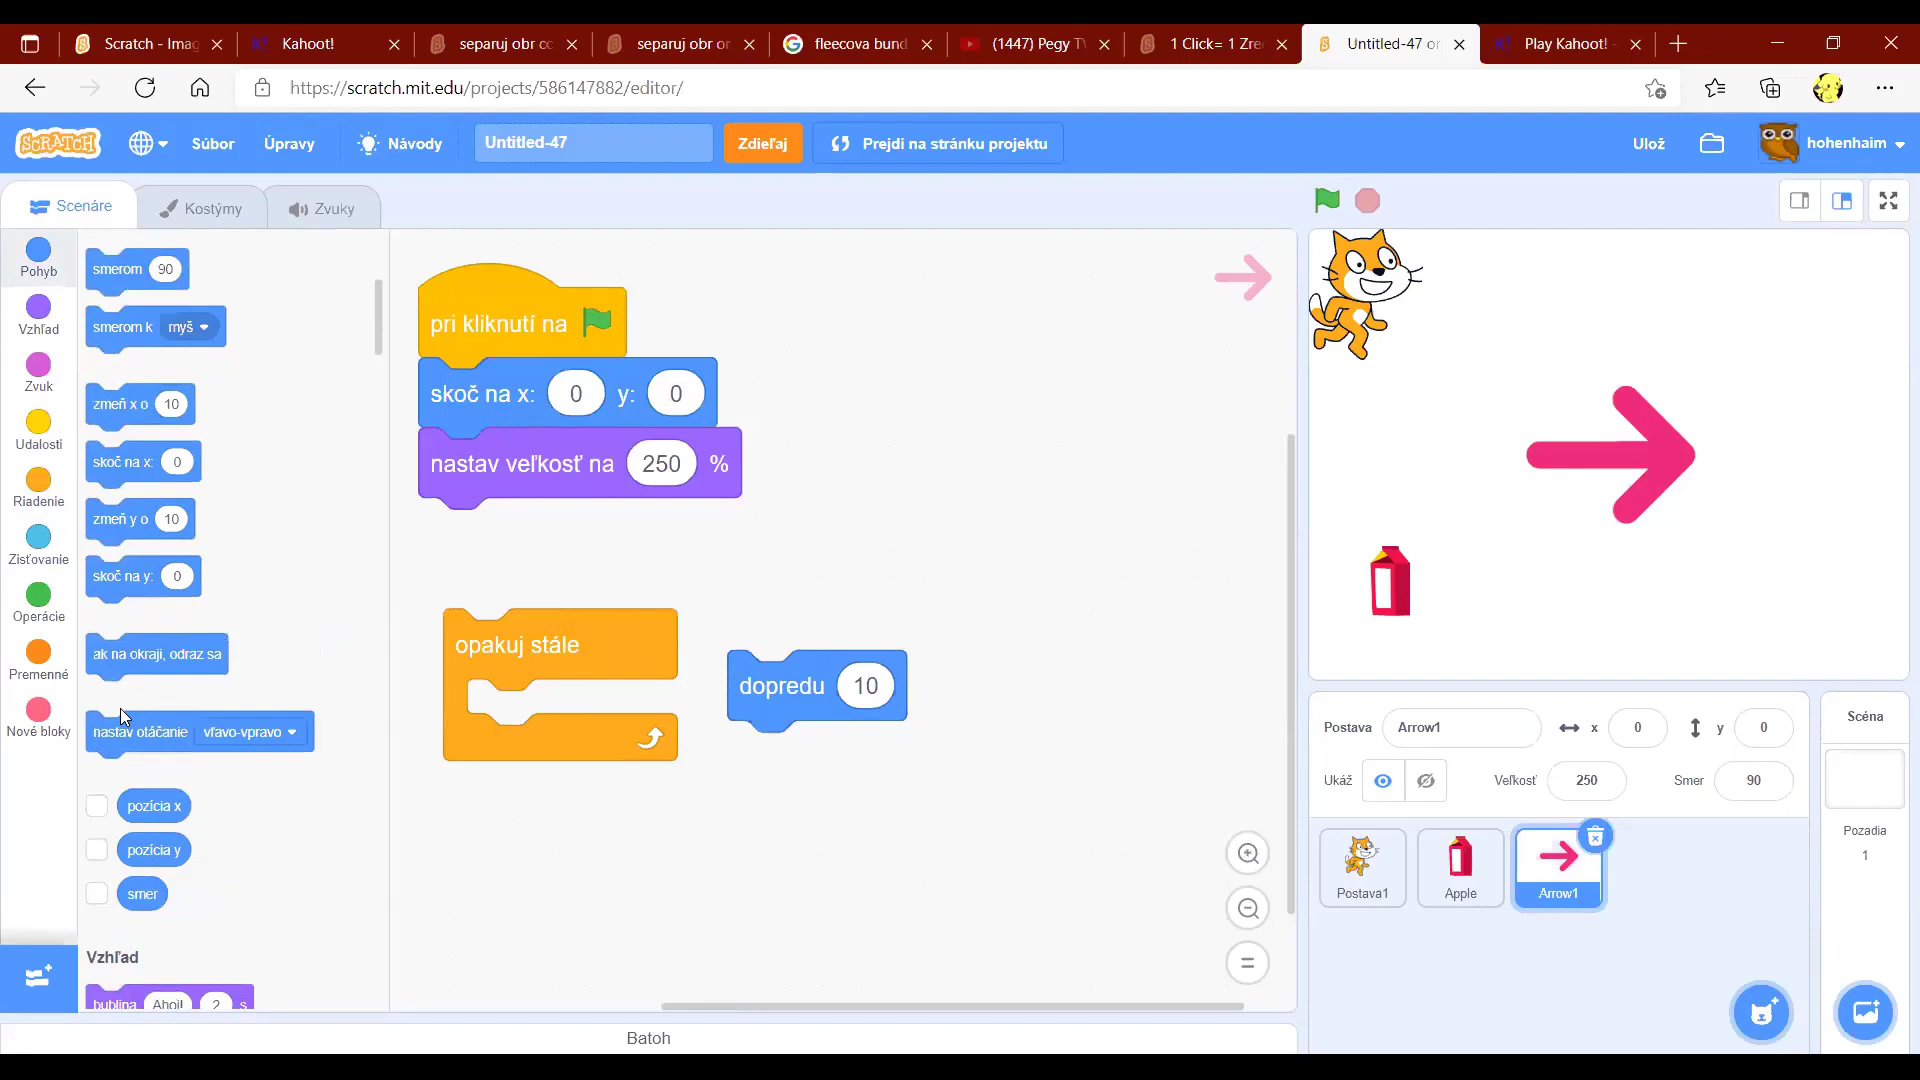 Scratch - Imag
Kahoot!
separuj obr co
separuj obr or
fleecova bund
(1447) Pegy T
1 Click= 1 Zre
Untitled-47 o
Play Kahoot! -
https://scratch.mit.edu/projects/586147882/editor/
SCRATCH
Súbor
Úpravy
Návody
Untitled-47
Zdieľaj
Prejdi na stránku projektu
Ulož
hohenhaim
Scenáre
Kostýmy
Zvuky
Pohyb
Vzhľad
Zvuk
Udalosti
Riadenie
Zisťovanie
Operácie
Premenné
Nové bloky
smerom 90
smerom k myš
zmeň x o 10
skoč na x: 0
zmeň y o 10
skoč na y: 0
ak na okraji, odraz sa
nastav otáčanie vľavo-vpravo
pozícia x
pozícia y
smer
Vzhľad
bublina Ahoj! 2 s
pri kliknutí na
skoč na x: 0 y: 0
nastav veľkosť na 250 %
opakuj stále
dopredu 10
Postava Arrow1 x 0 y 0
Ukáž Veľkosť 250 Smer 90
Postava1
Apple
Arrow1
Scéna
Pozadia
1
Batoh